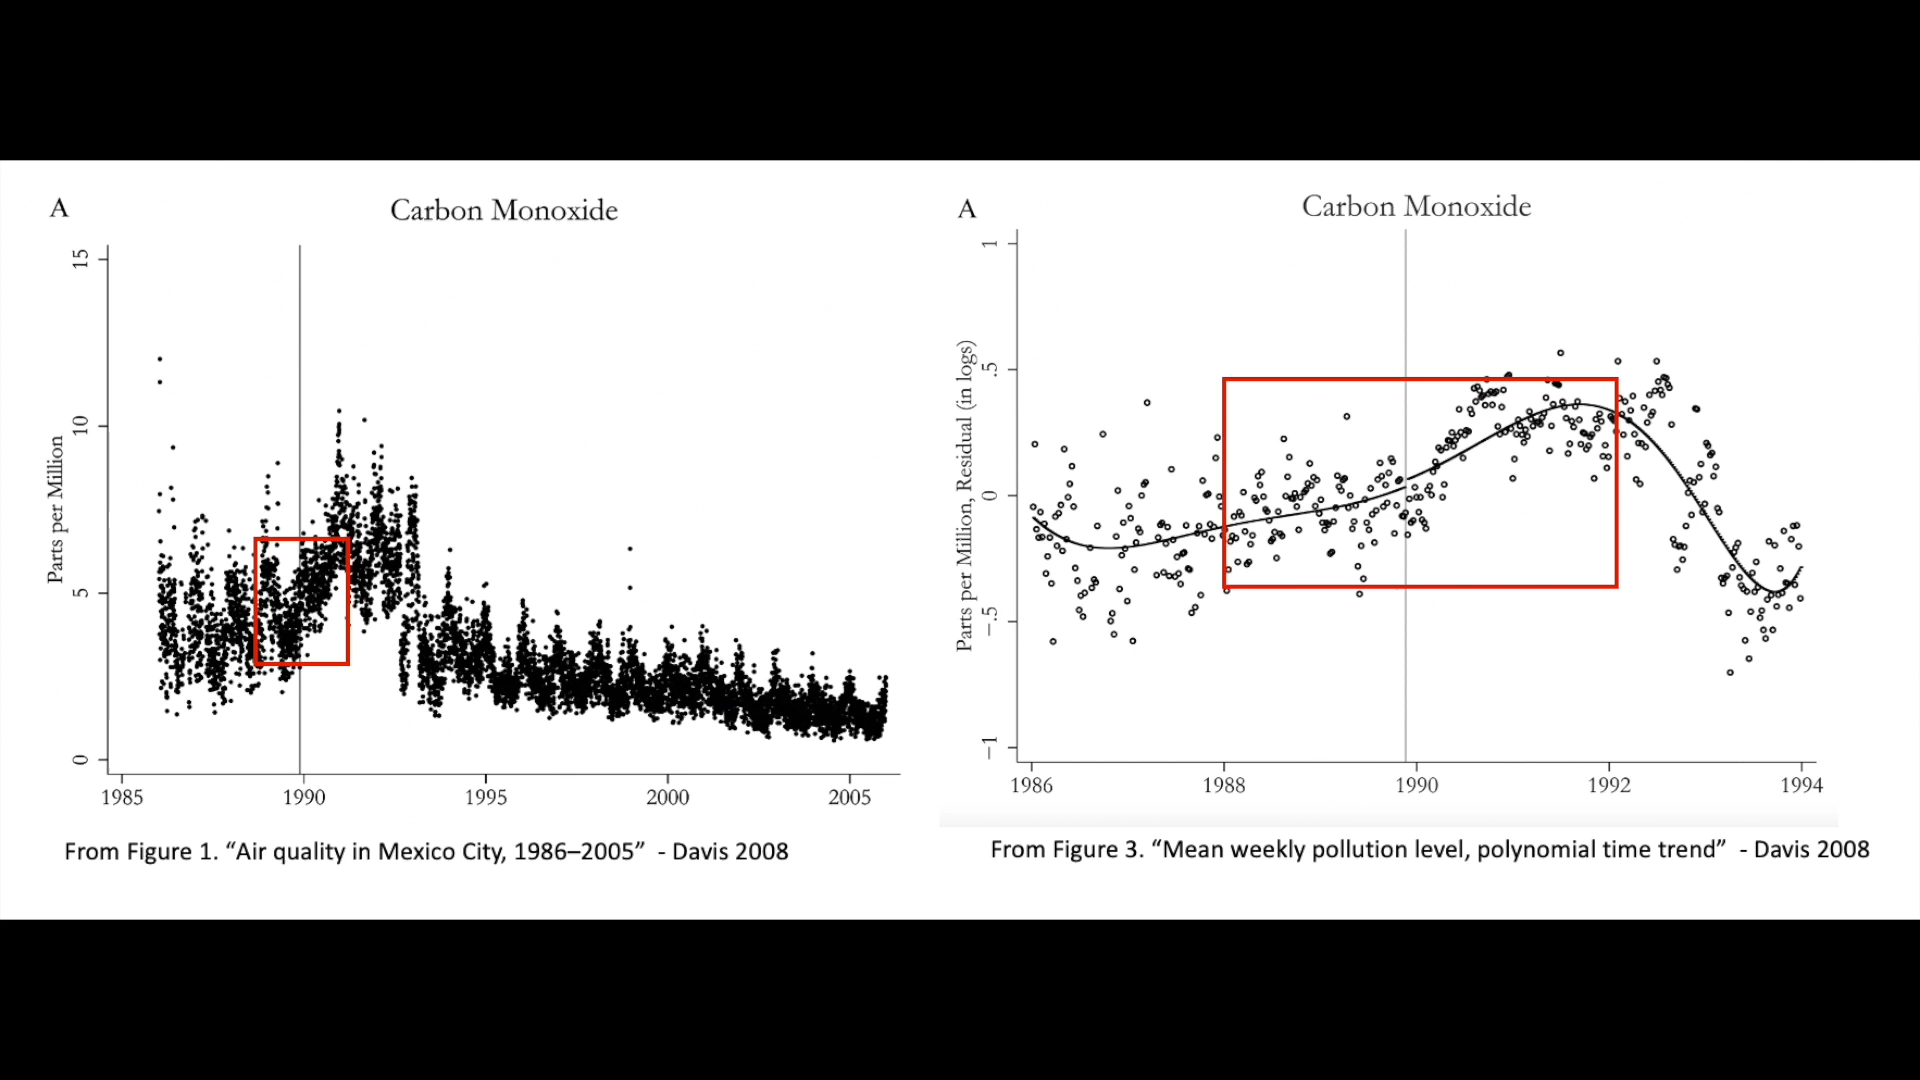 A
Carbon Monoxide
Parts per Million
15
10
5
0
1985
1990
1995
2000
2005
From Figure 1. “Air quality in Mexico City, 1986–2005” - Davis 2008
A
Carbon Monoxide
Parts per Million, Residual (in logs)
1
.5
0
−.5
−1
1986
1988
1990
1992
1994
From Figure 3. “Mean weekly pollution level, polynomial time trend” - Davis 2008